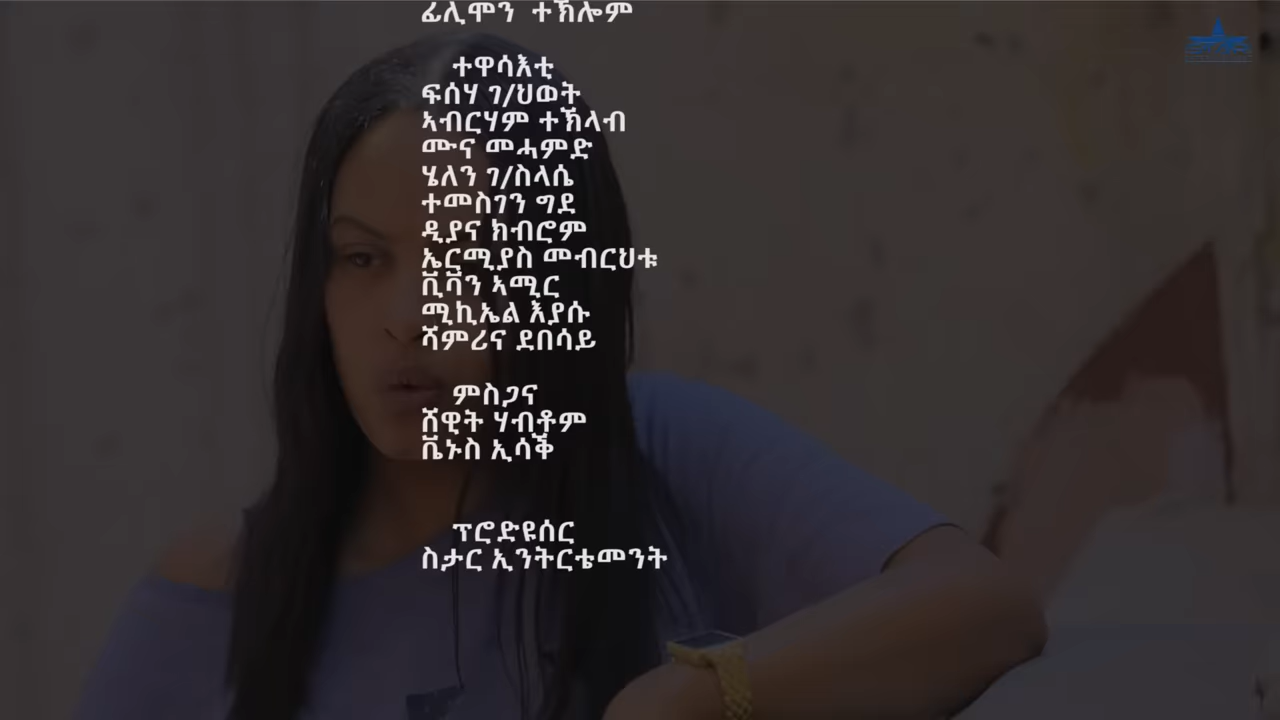 ፊሊሞን ተኽሎም
ተዋሳእቲ
ፍሰሃ ገ/ህወት
ኣብርሃም ተኽላብ
ሙና መሓምድ
ሄለን ገ/ስላሴ
ተመስገን ግደ
ዲያና ክብሮም
ኤርሚያስ መብርህቱ
ቪቫን ኣሚር
ሚኪኤል እያሱ
ሻምሪና ደበሳይ
ምስጋና
ሸዊት ሃብቶም
ቬኑስ ኢሳቕ
ፕሮድዩሰር
ስታር ኢንትርቴመንት